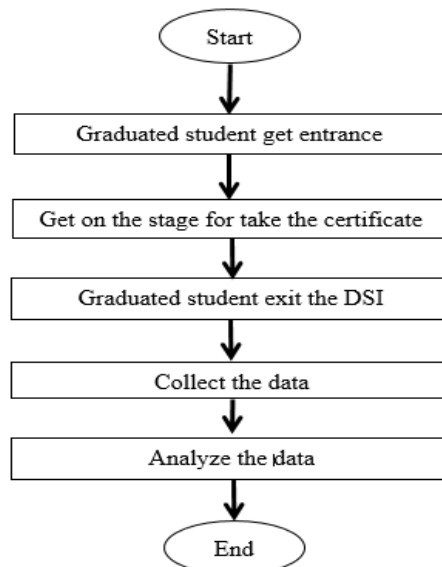 Start
Graduated student get entrance
Get on the stage for take the certificate
Graduated student exit the DSI
Collect the data
Analyze the data
End